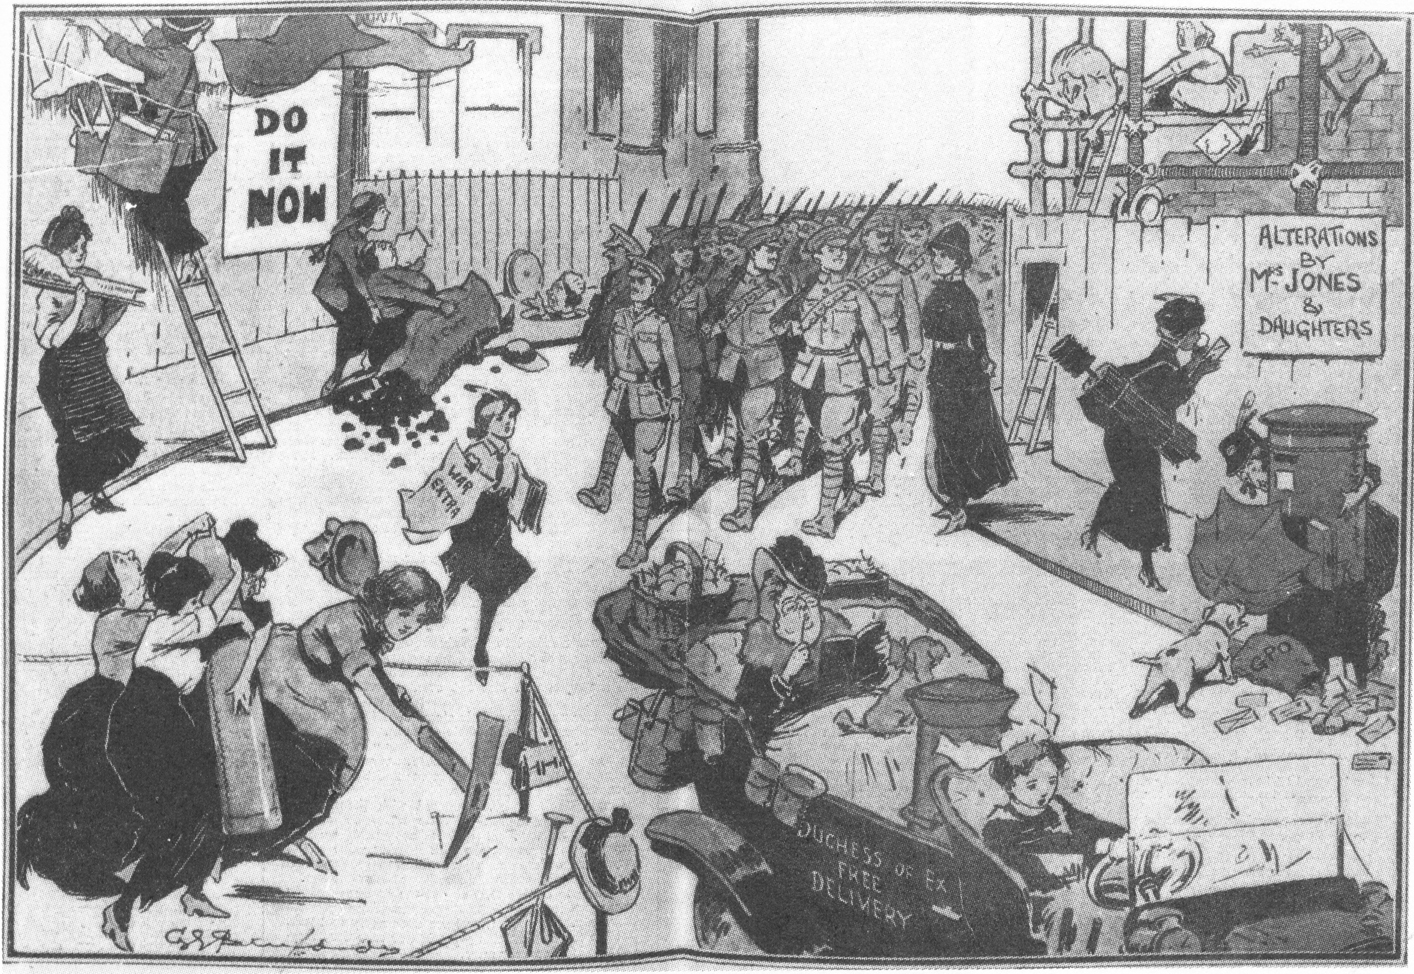 DO
IT
NOW
ALTERATIONS
BY
MRS JONES
&
DAUGHTERS
WAR
EXTRA
GPO
DUCHESS OF EX
FREE
DELIVERY